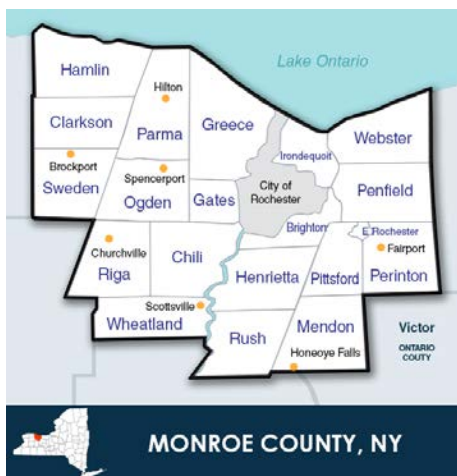 Lake Ontario
Hamlin
Hilton
Clarkson
Parma
Greece
Webster
Irondequoit
Brockport
Sweden
Spencerport
Ogden
Gates
City of
Rochester
Penfield
Brighton
E.Rochester
Fairport
Perinton
Churchville
Riga
Chili
Henrietta
Pittsford
Scottsville
Wheatland
Rush
Mendon
Honeoye Falls
Victor
ONTARIO
COUTY
MONROE COUNTY, NY